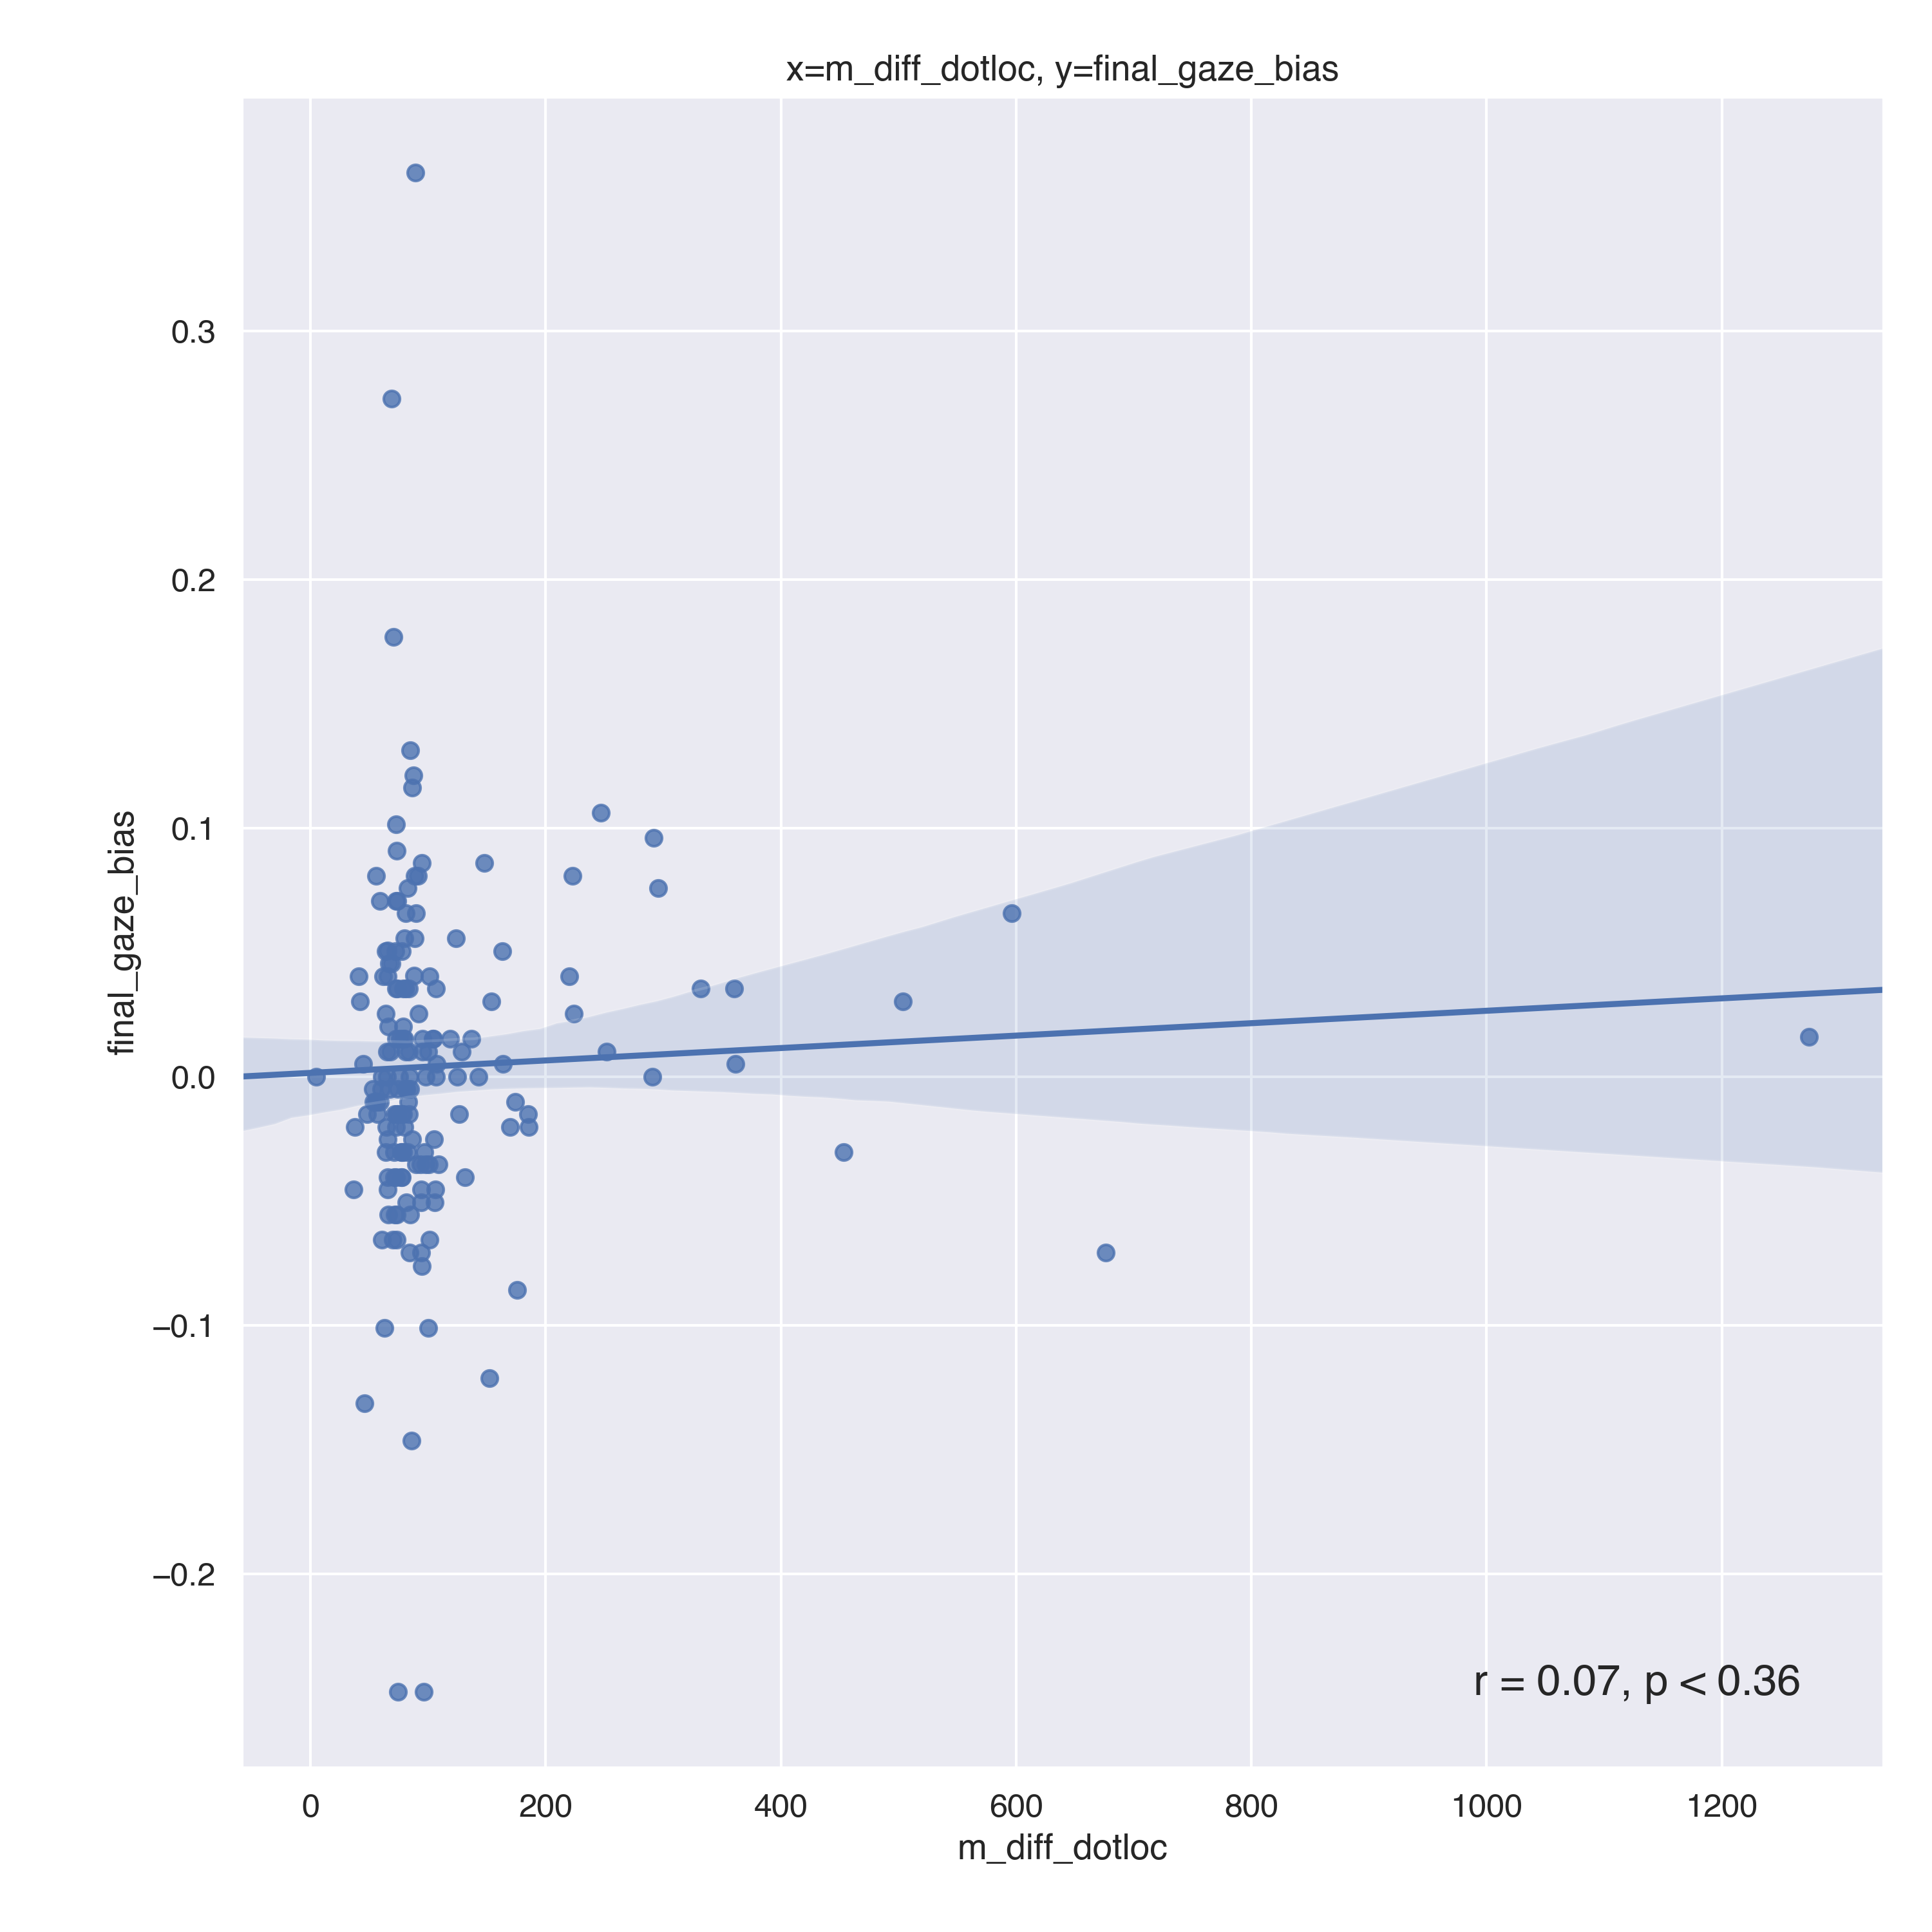 x=m_diff_dotloc, y=final_gaze_bias
0.3
0.2
0.1
0.0
−0.1
−0.2
final_gaze_bias
r = 0.07, p < 0.36
0 200 400 600 800 1000 1200
m_diff_dotloc